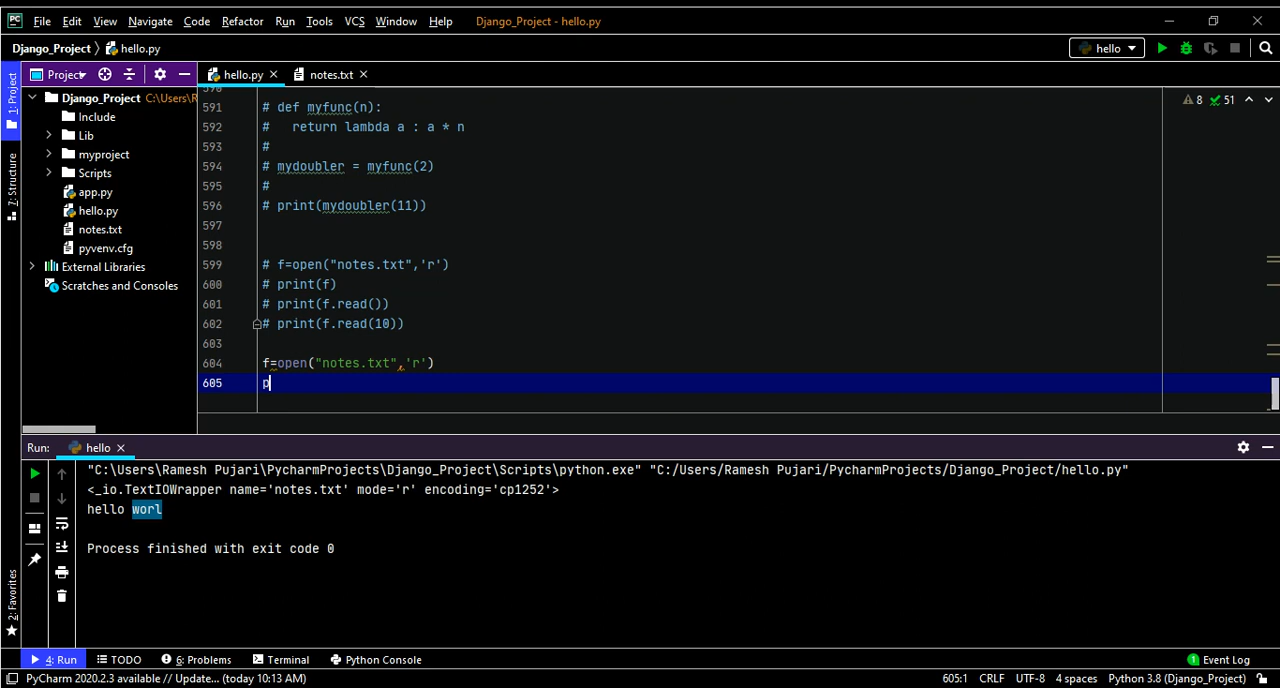 PC File Edit View Navigate Code Refactor Run Tools VCS Window Help Django_Project - hello.py
Django_Project hello.py hello
Project hello.py notes.txt
1: Project
7: Structure
2: Favorites
Django_Project C:\Users\R
Include
Lib
myproject
Scripts
app.py
hello.py
notes.txt
pyvenv.cfg
External Libraries
Scratches and Consoles
8 51
590
591 # def myfunc(n):
592 #   return lambda a : a * n
593 #
594 # mydoubler = myfunc(2)
595 #
596 # print(mydoubler(11))
597
598
599 # f=open("notes.txt",'r')
600 # print(f)
601 # print(f.read())
602 # print(f.read(10))
603
604 f=open("notes.txt",'r')
605 p
Run: hello
"C:\Users\Ramesh Pujari\PycharmProjects\Django_Project\Scripts\python.exe" "C:/Users/Ramesh Pujari/PycharmProjects/Django_Project/hello.py"
<_io.TextIOWrapper name='notes.txt' mode='r' encoding='cp1252'>
hello worl
Process finished with exit code 0
4: Run TODO 6: Problems Terminal Python Console 1 Event Log
PyCharm 2020.2.3 available // Update... (today 10:13 AM) 605:1 CRLF UTF-8 4 spaces Python 3.8 (Django_Project)